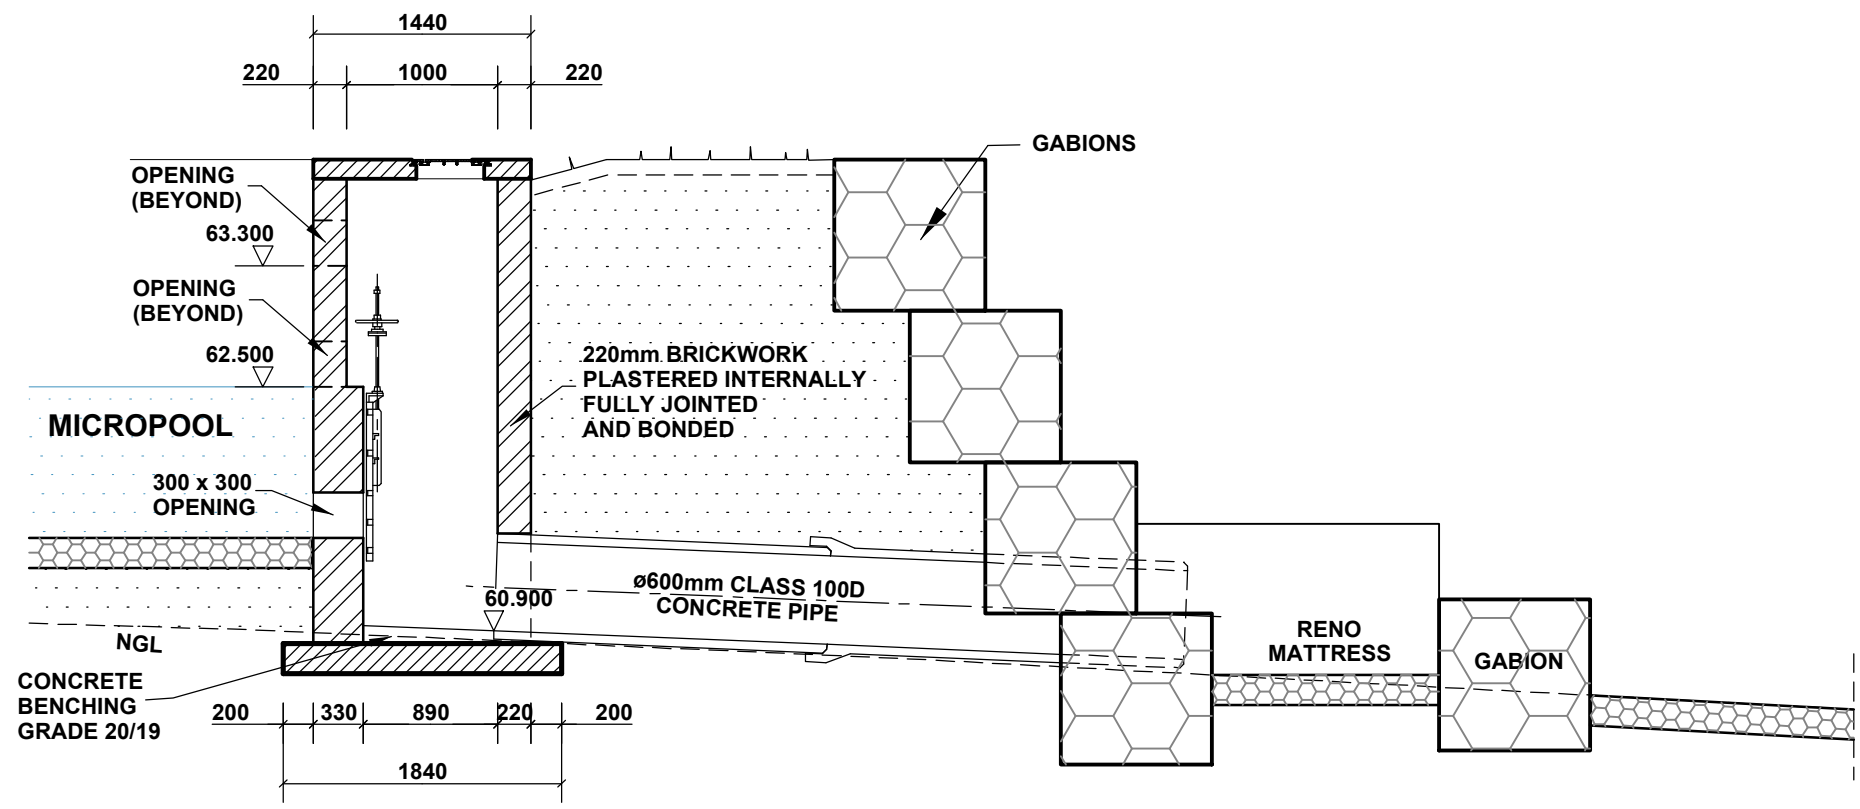 1440
220 1000 220
GABIONS
OPENING
(BEYOND)
63.300
OPENING
(BEYOND)
62.500
220mm BRICKWORK
PLASTERED INTERNALLY
FULLY JOINTED
AND BONDED
MICROPOOL
300 x 300
OPENING
ø600mm CLASS 100D
CONCRETE PIPE
60.900
NGL
RENO
MATTRESS
GABION
CONCRETE
BENCHING
GRADE 20/19
200 330 890 220 200
1840